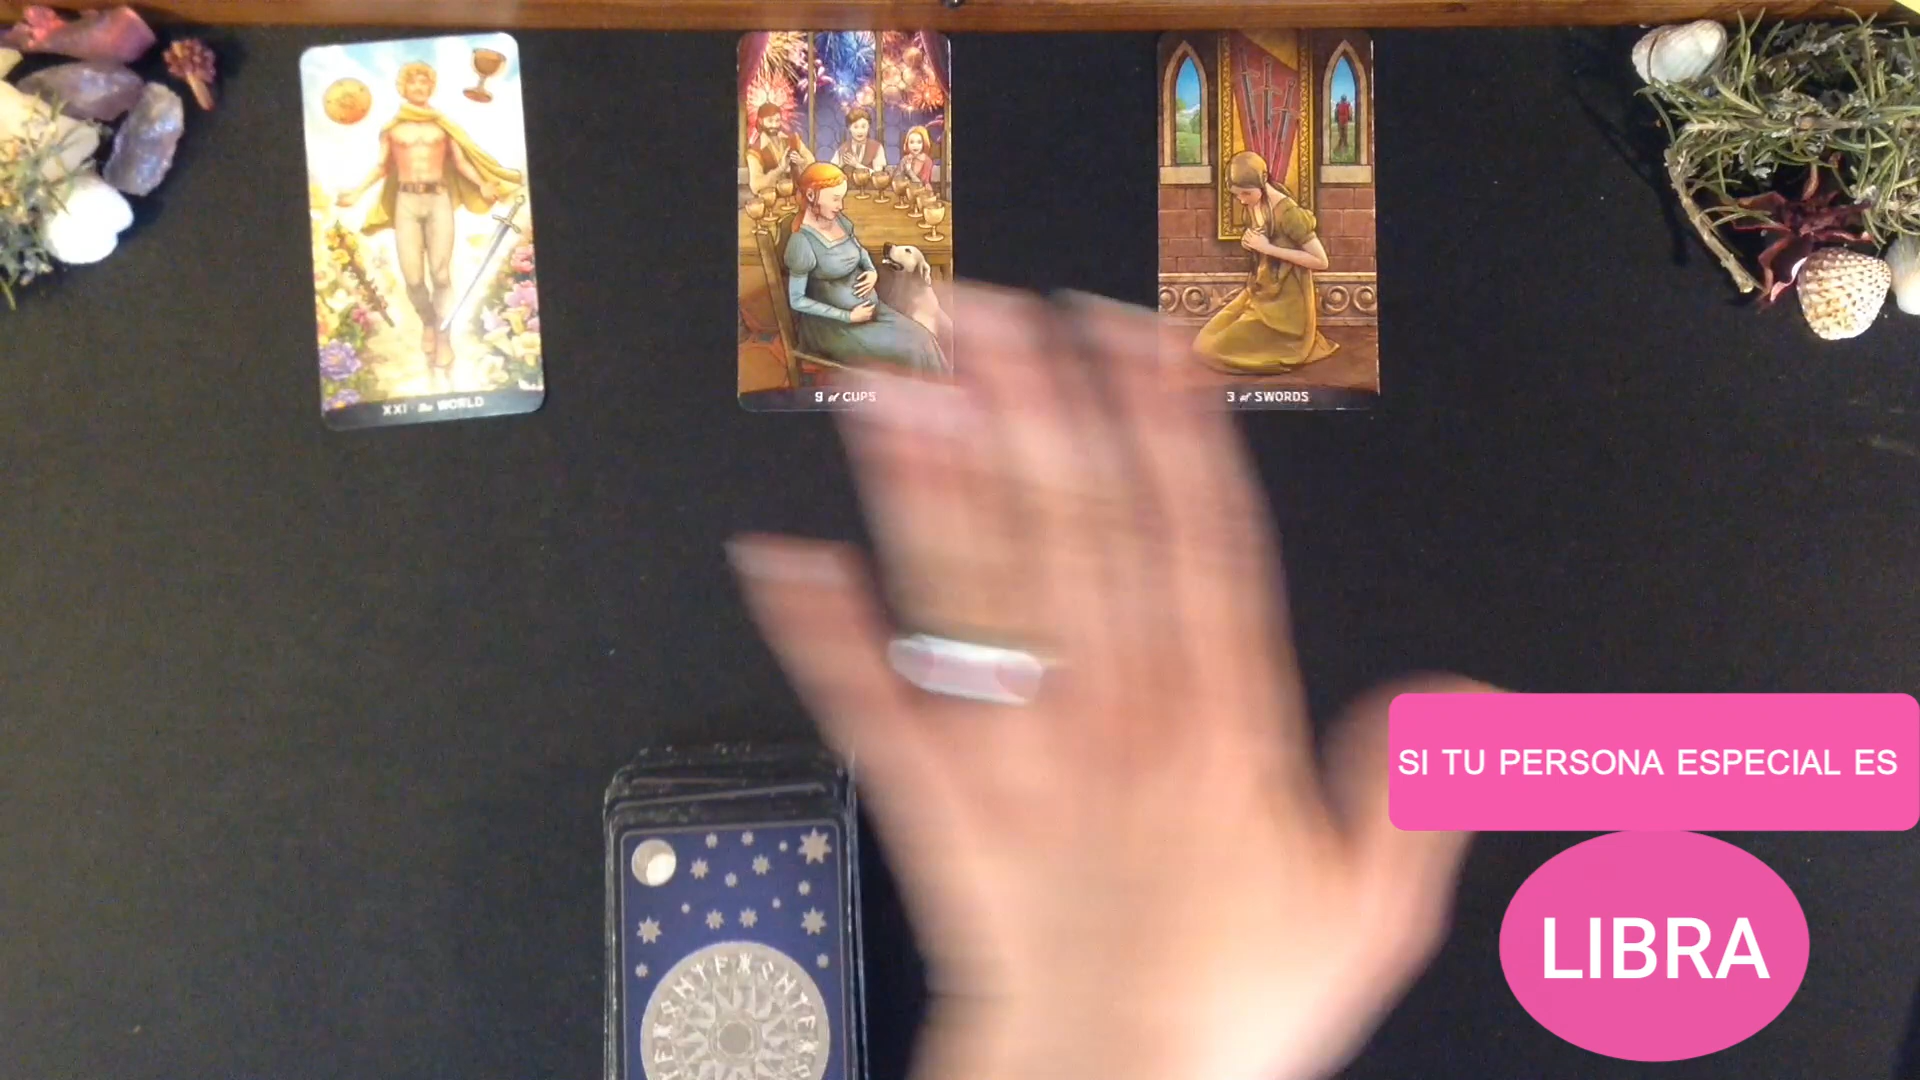 XXI · the WORLD
9 of CUPS
3 of SWORDS
SI TU PERSONA ESPECIAL ES
LIBRA